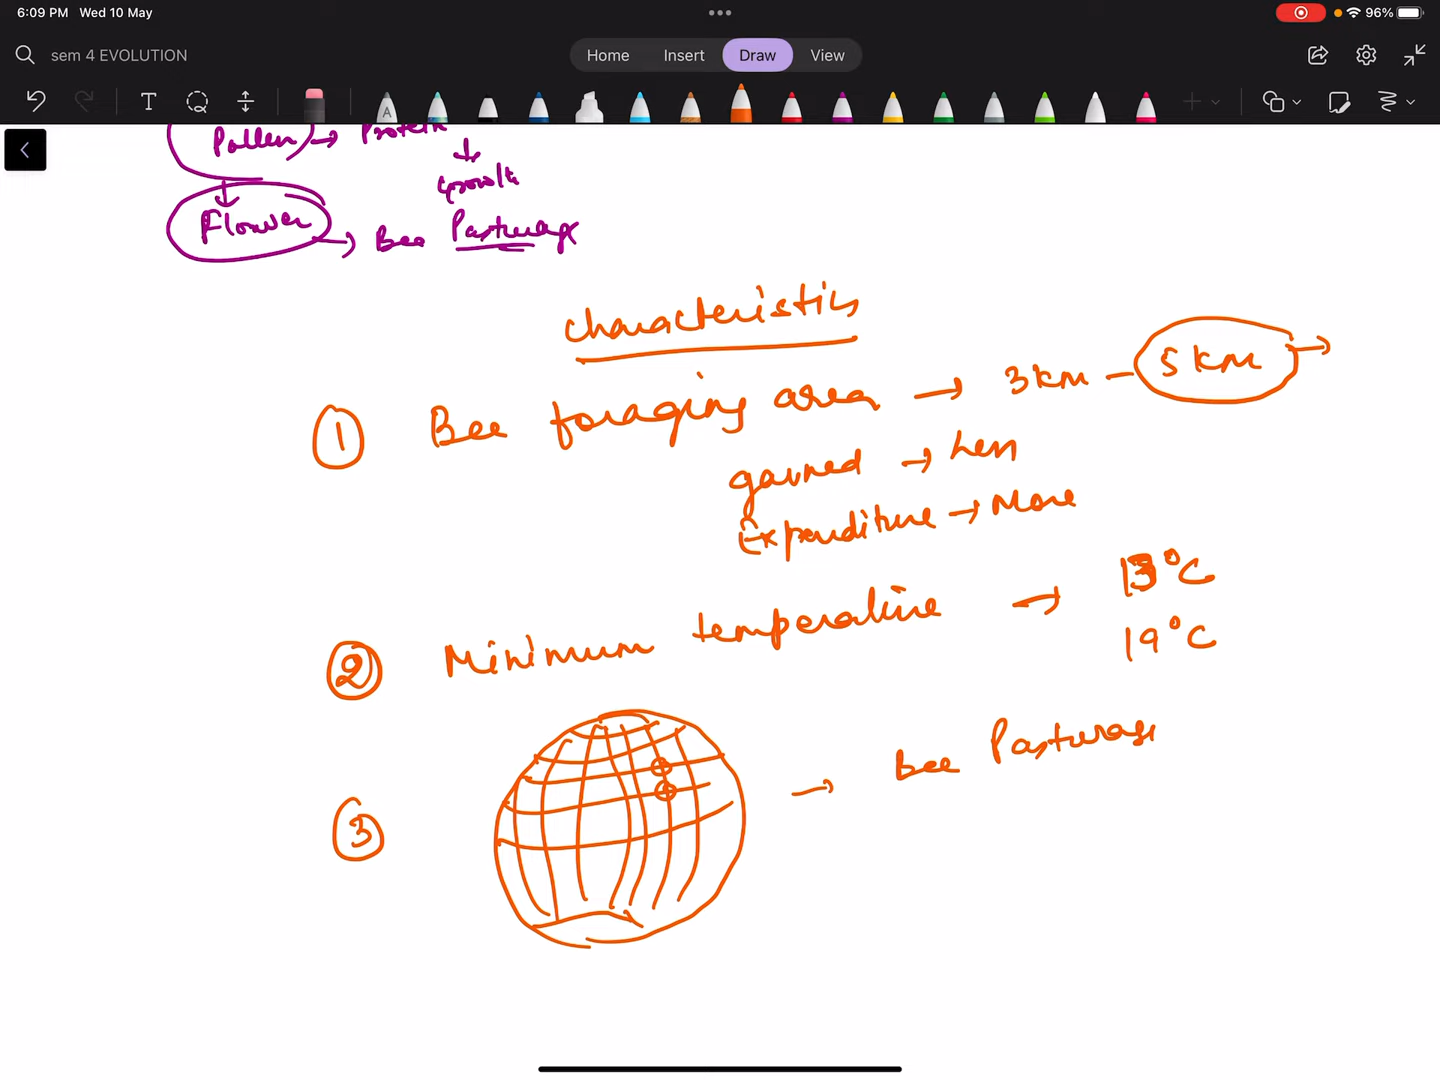 6:09 PM Wed 10 May
96%
sem 4 EVOLUTION
Home Insert Draw View
Pollen → Protein
↓
Growth
Flower → Bee Pasturage
Characteristics
① Bee foraging area → 3km - 5km →
gained → Less
Expenditure → More
② Minimum temperature → 13°C
19°C
③ → Bee Pasturage